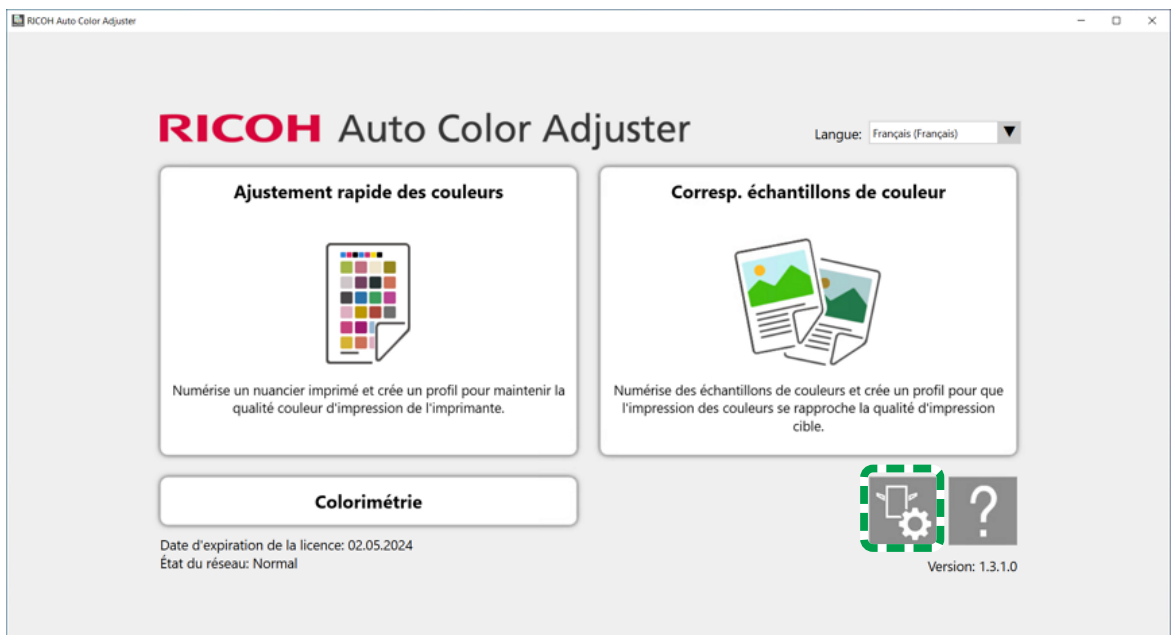 RICOH Auto Color Adjuster
RICOH Auto Color Adjuster
Langue: Français (Français)
Ajustement rapide des couleurs
Numérise un nuancier imprimé et crée un profil pour maintenir la
qualité couleur d'impression de l'imprimante.
Corresp. échantillons de couleur
Numérise des échantillons de couleurs et crée un profil pour que
l'impression des couleurs se rapproche la qualité d'impression
cible.
Colorimétrie
?
Date d'expiration de la licence: 02.05.2024
État du réseau: Normal
Version: 1.3.1.0